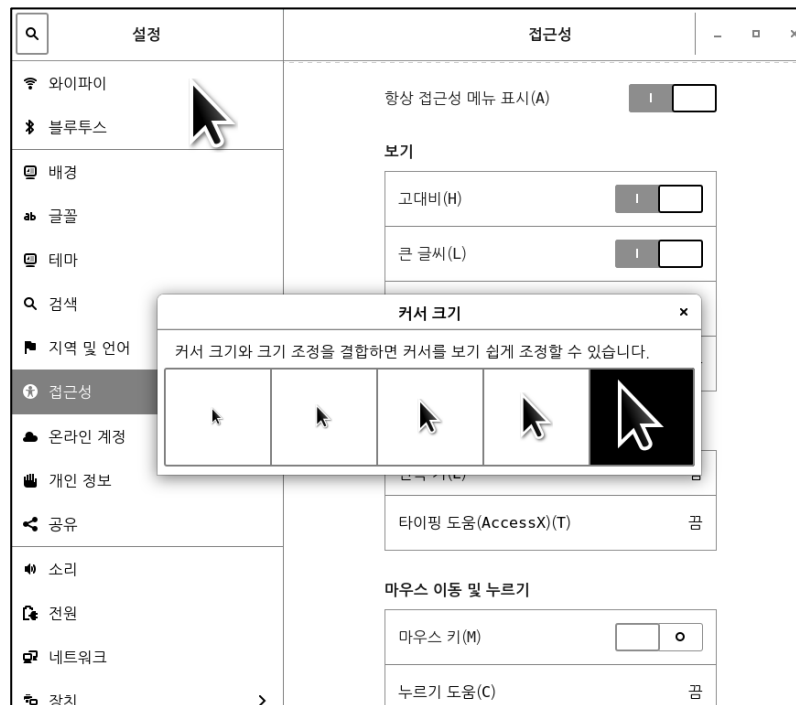 설정
접근성
와이파이
블루투스
배경
ab 글꼴
테마
검색
지역 및 언어
접근성
온라인 계정
개인 정보
공유
소리
전원
네트워크
장치
항상 접근성 메뉴 표시(A)
보기
고대비(H)
큰 글씨(L)
커서 크기
커서 크기와 크기 조정을 결합하면 커서를 보기 쉽게 조정할 수 있습니다.
타이핑 도움(AccessX)(T) 끔
마우스 이동 및 누르기
마우스 키(M)
누르기 도움(C) 끔